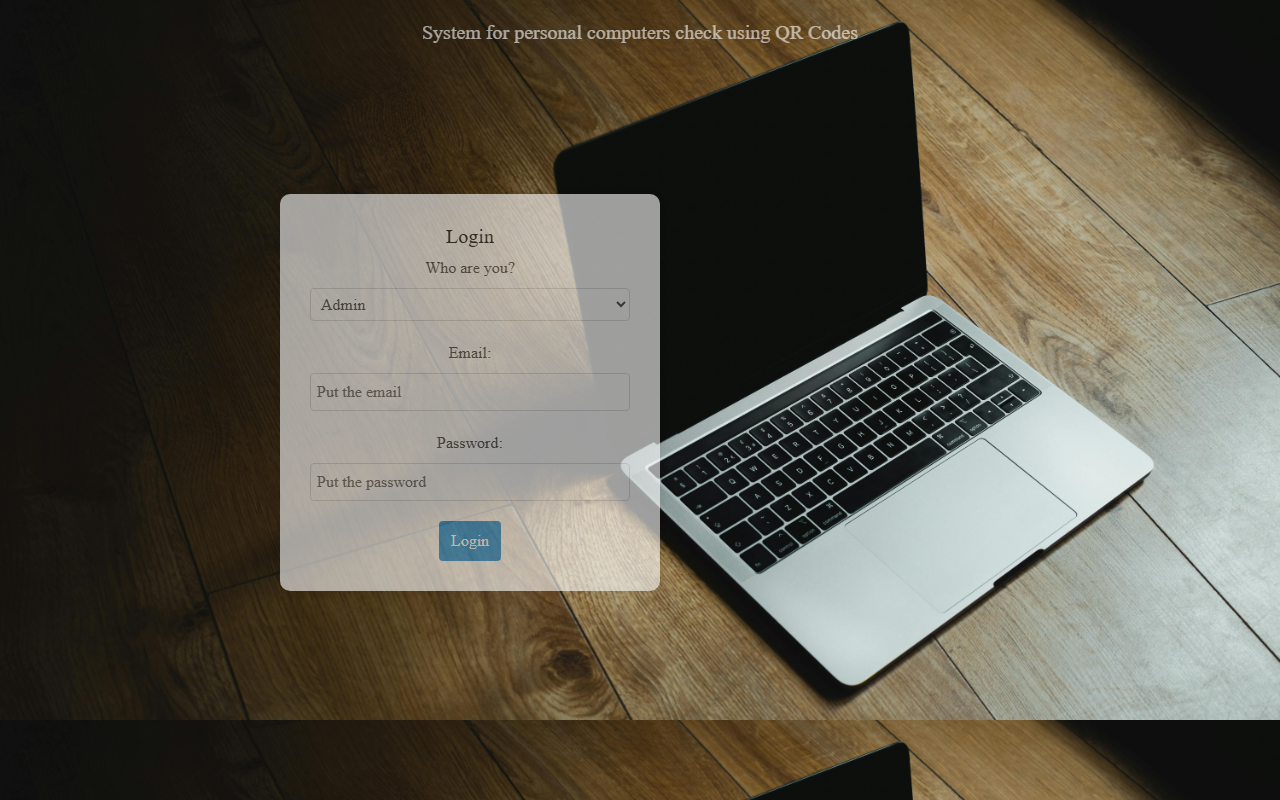 System for personal computers check using QR Codes
Login
Who are you?
Admin
Email:
Put the email
Password:
Put the password
Login